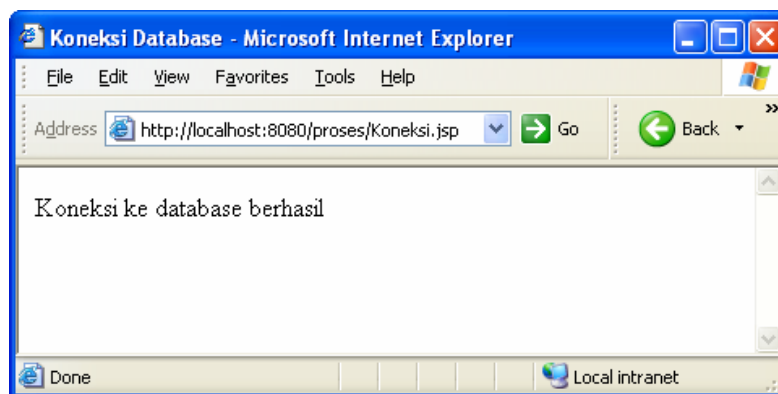 Koneksi Database - Microsoft Internet Explorer
File Edit View Favorites Tools Help
Address http://localhost:8080/proses/Koneksi.jsp Go Back »
Koneksi ke database berhasil
Done Local intranet